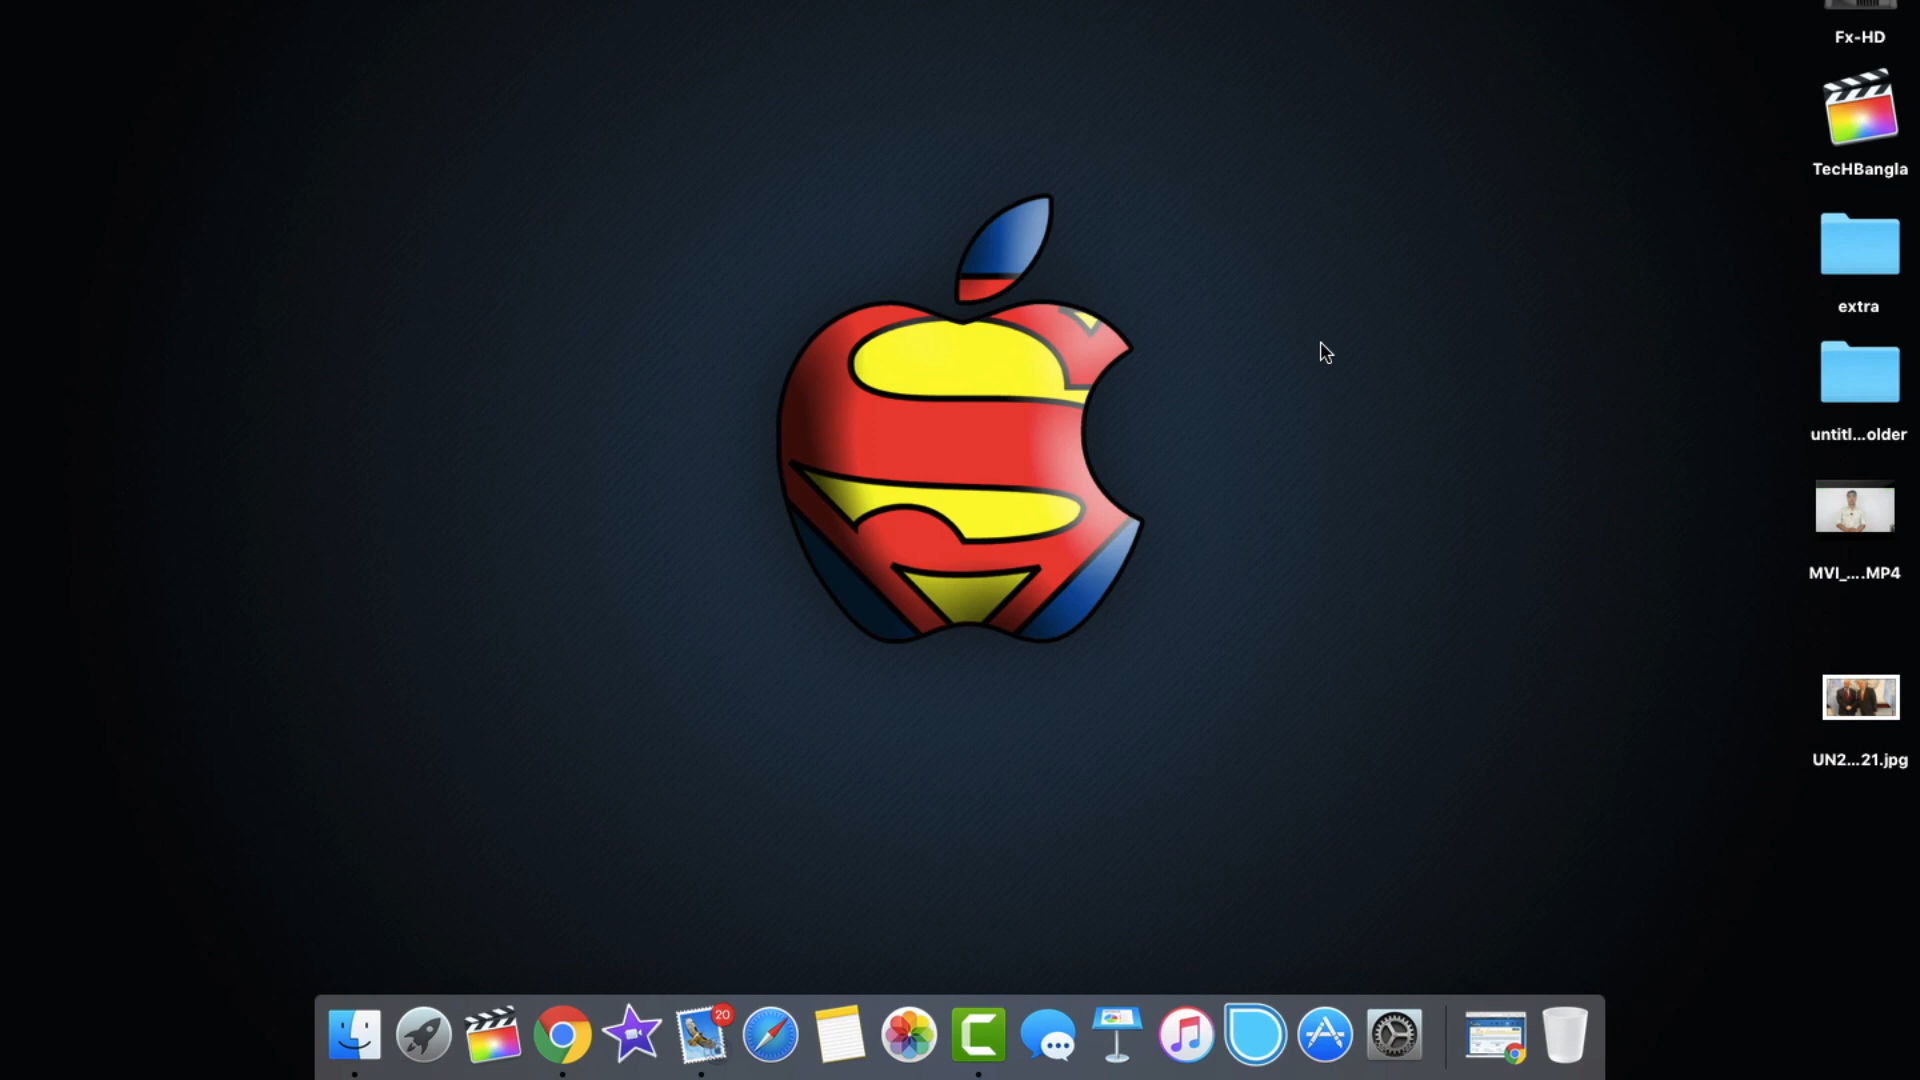 Fx-HD
TecHBangla
extra
untitl...older
MVI_....MP4
UN2...21.jpg
20